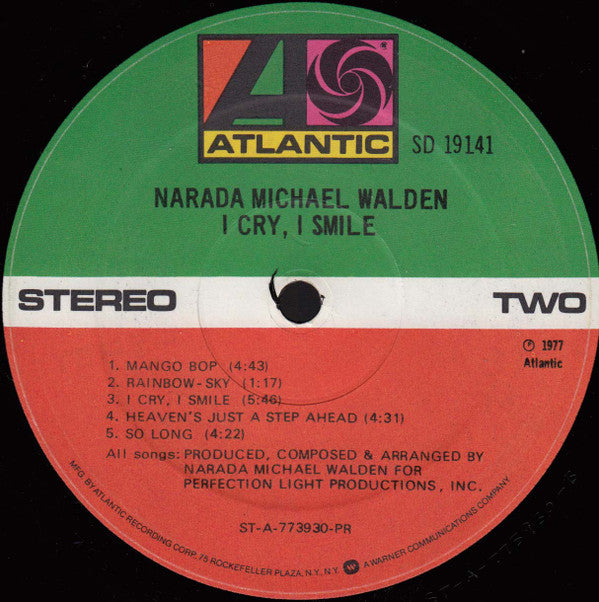 ATLANTIC
®
SD 19141
NARADA MICHAEL WALDEN
I CRY, I SMILE
STEREO
TWO
℗ 1977
Atlantic
1. MANGO BOP (4:43)
2. RAINBOW-SKY (1:17)
3. I CRY, I SMILE (5:46)
4. HEAVEN'S JUST A STEP AHEAD (4:31)
5. SO LONG (4:22)
All songs: PRODUCED, COMPOSED & ARRANGED BY
NARADA MICHAEL WALDEN FOR
PERFECTION LIGHT PRODUCTIONS, INC.
ST-A-773930-PR
MFG. BY ATLANTIC RECORDING CORP. 75 ROCKEFELLER PLAZA, N.Y., N.Y. A WARNER COMMUNICATIONS COMPANY